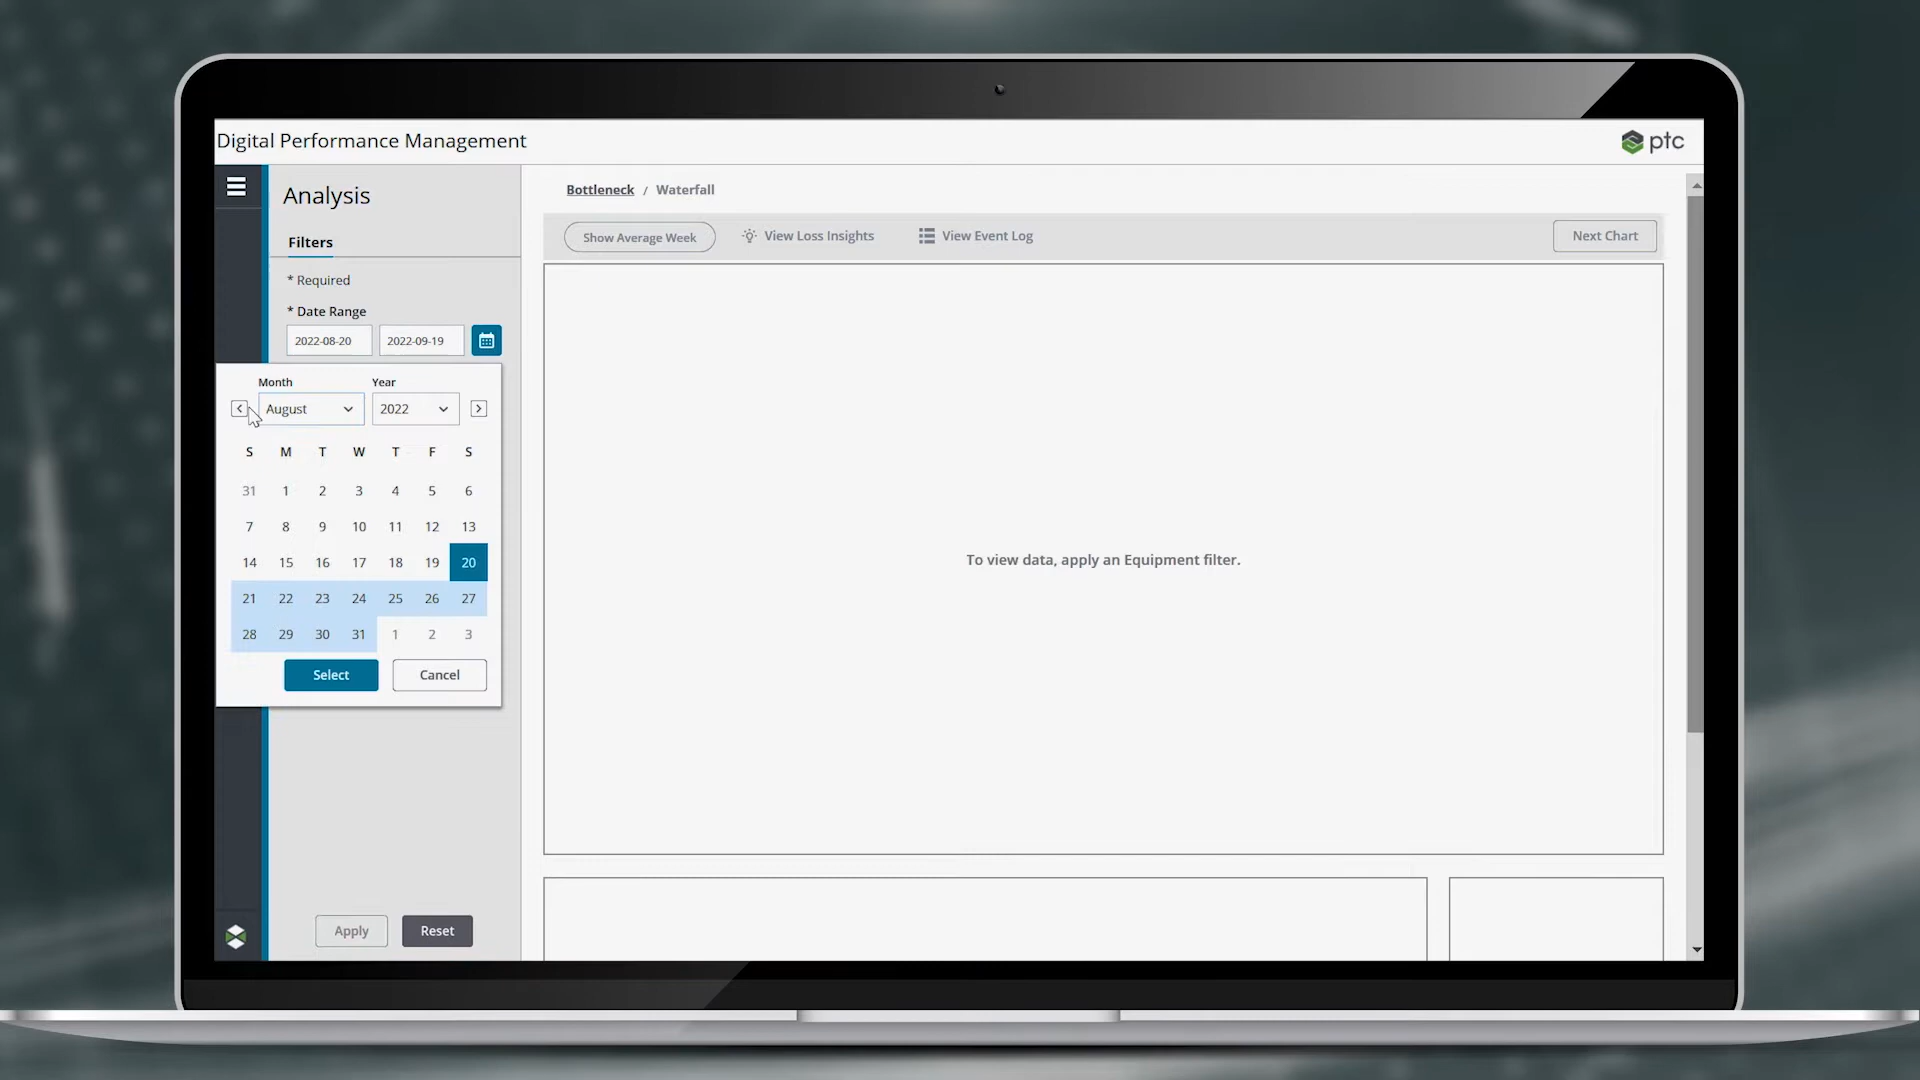 Digital Performance Management
ptc
Analysis
Filters
* Required
* Date Range
2022-08-20 2022-09-19
Month Year
August 2022
S M T W T F S
31 1 2 3 4 5 6
7 8 9 10 11 12 13
14 15 16 17 18 19 20
21 22 23 24 25 26 27
28 29 30 31 1 2 3
Select Cancel
Apply Reset
Bottleneck / Waterfall
Show Average Week View Loss Insights View Event Log Next Chart
To view data, apply an Equipment filter.